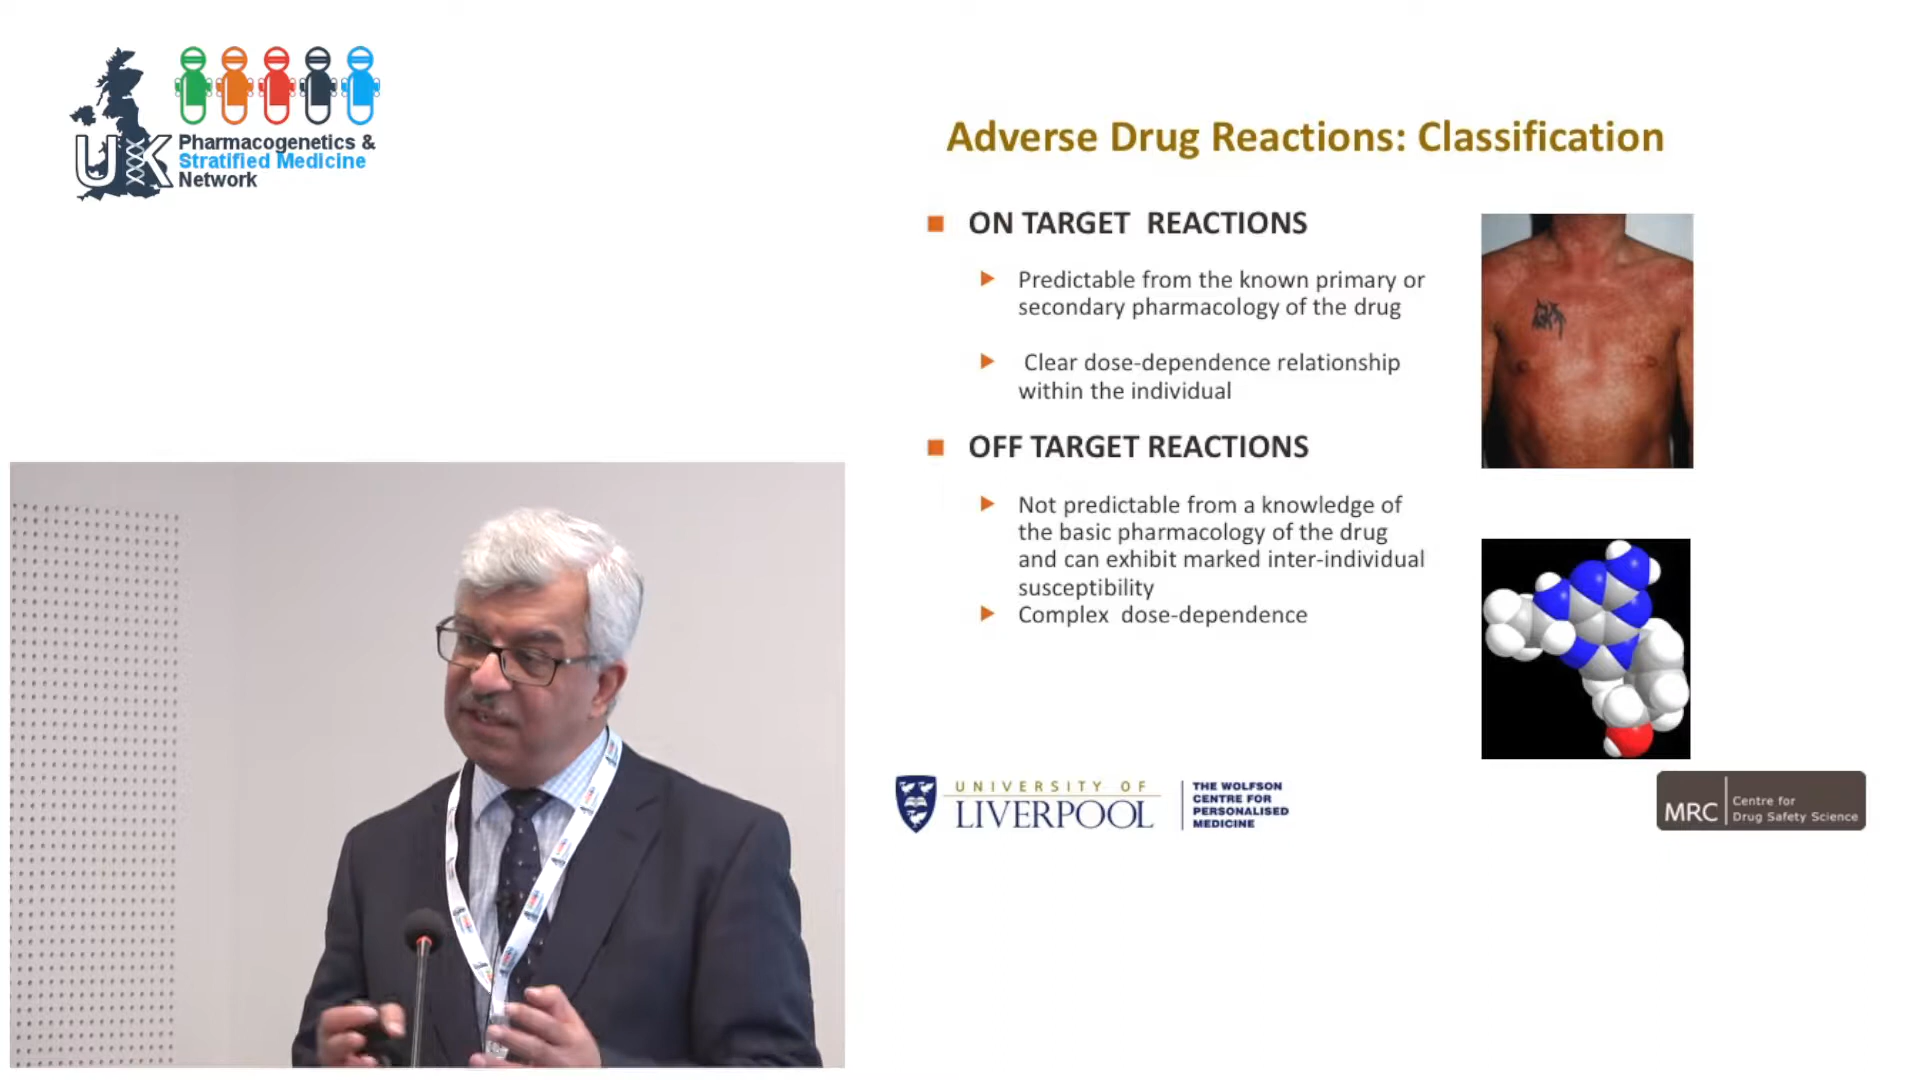 UK
Pharmacogenetics &
Stratified Medicine
Network
Adverse Drug Reactions: Classification
ON TARGET REACTIONS
Predictable from the known primary or
secondary pharmacology of the drug
Clear dose-dependence relationship
within the individual
OFF TARGET REACTIONS
Not predictable from a knowledge of
the basic pharmacology of the drug
and can exhibit marked inter-individual
susceptibility
Complex dose-dependence
UNIVERSITY OF
LIVERPOOL
THE WOLFSON
CENTRE FOR
PERSONALISED
MEDICINE
MRC
Centre for
Drug Safety Science